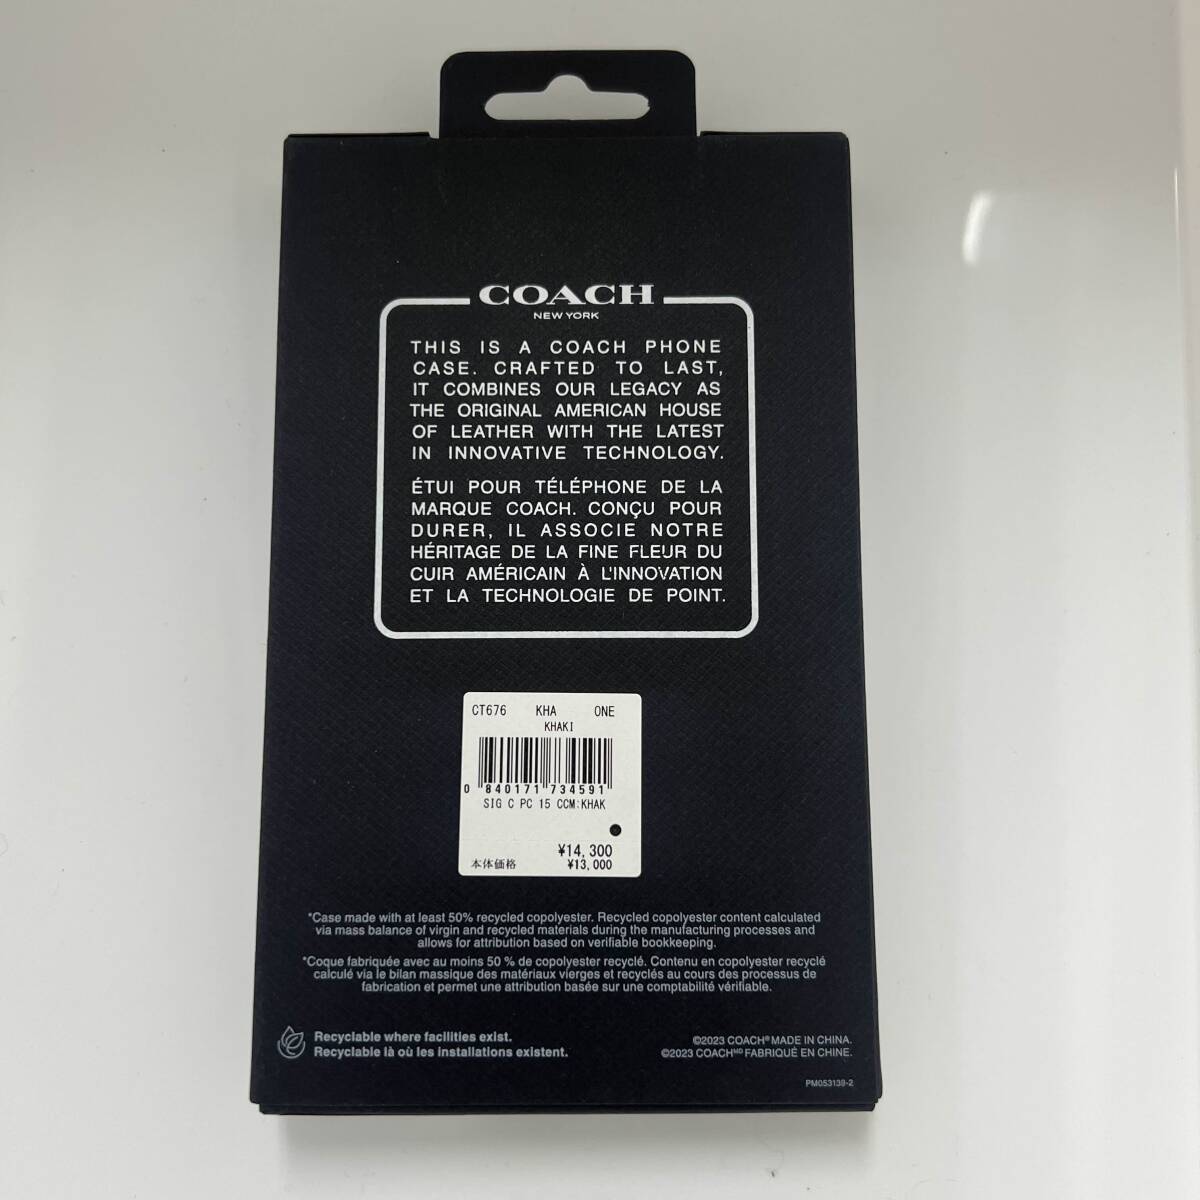 COACH
NEW YORK
THIS IS A COACH PHONE
CASE. CRAFTED TO LAST,
IT COMBINES OUR LEGACY AS
THE ORIGINAL AMERICAN HOUSE
OF LEATHER WITH THE LATEST
IN INNOVATIVE TECHNOLOGY.
ÉTUI POUR TÉLÉPHONE DE LA
MARQUE COACH. CONÇU POUR
DURER, IL ASSOCIE NOTRE
HÉRITAGE DE LA FINE FLEUR DU
CUIR AMÉRICAIN À L'INNOVATION
ET LA TECHNOLOGIE DE POINT.
CT676 KHA ONE
KHAKI
0 840171 734591
SIG C PC 15 CCM:KHAK
¥14,300
本体価格 ¥13,000
*Case made with at least 50% recycled copolyester. Recycled copolyester content calculated
via mass balance of virgin and recycled materials during the manufacturing processes and
allows for attribution based on verifiable bookkeeping.
*Coque fabriquée avec au moins 50 % de copolyester recyclé. Contenu en copolyester recyclé
calculé via le bilan massique des matériaux vierges et recyclés au cours des processus de
fabrication et permet une attribution basée sur une comptabilité vérifiable.
Recyclable where facilities exist.
Recyclable là où les installations existent.
©2023 COACH® MADE IN CHINA.
©2023 COACHᴹᴰ FABRIQUÉ EN CHINE.
PM053139-2